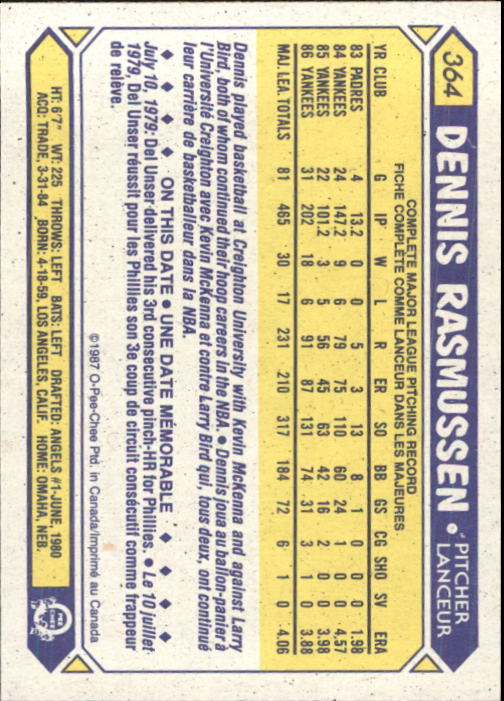 364 DENNIS RASMUSSEN • PITCHER
LANCEUR
COMPLETE MAJOR LEAGUE PITCHING RECORD
FICHE COMPLÈTE COMME LANCEUR DANS LES MAJEURES
YR CLUB G IP W L R ER SO BB GS CG SHO SV ERA
83 PADRES 4 13.2 0 0 5 3 13 8 1 0 0 0 1.98
84 YANKEES 24 147.2 9 6 79 75 110 60 24 1 0 0 4.57
85 YANKEES 22 101.2 3 5 56 45 63 42 16 2 0 0 3.98
86 YANKEES 31 202 18 6 91 87 131 74 31 3 1 0 3.88
MAJ. LEA. TOTALS 81 465 30 17 231 210 317 184 72 6 1 0 4.06
Dennis played basketball at Creighton University with Kevin McKenna and against Larry
Bird, both of whom continued their hoop careers in the NBA. • Dennis joua au ballon-panier à
l'Université Creighton avec Kevin McKenna et contre Larry Bird qui, tous deux, ont continué
leur carrière de basketballeur dans la NBA.
♦ ♦ ♦ ♦ ON THIS DATE • UNE DATE MÉMORABLE ♦ ♦ ♦ ♦
July 10, 1979: Del Unser delivered his 3rd consecutive pinch-HR for Phillies. • Le 10 juillet
1979, Del Unser réussit pour les Phillies son 3e coup de circuit consécutif comme frappeur
de relève.
©1987 O-Pee-Chee Ptd. in Canada/Imprimé au Canada
HT: 6'7" WT: 225 THROWS: LEFT BATS: LEFT DRAFTED: ANGELS #1-JUNE, 1980
ACQ: TRADE, 3-31-84 BORN: 4-18-59, LOS ANGELES, CALIF. HOME: OMAHA, NEB.
O
PEE
CHEE